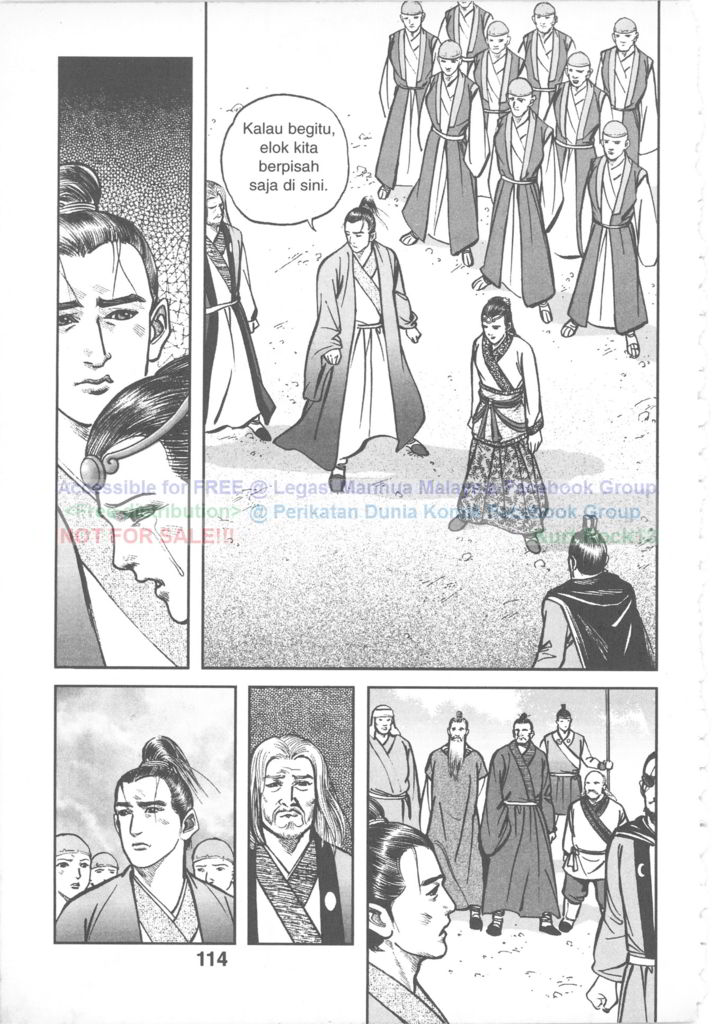 Kalau begitu,
elok kita
berpisah
saja di sini.
Accessible for FREE @ Legasi Manhua Malaysia Facebook Group
<Free distribution> @ Perikatan Dunia Komik Facebook Group
NOT FOR SALE!!!
114